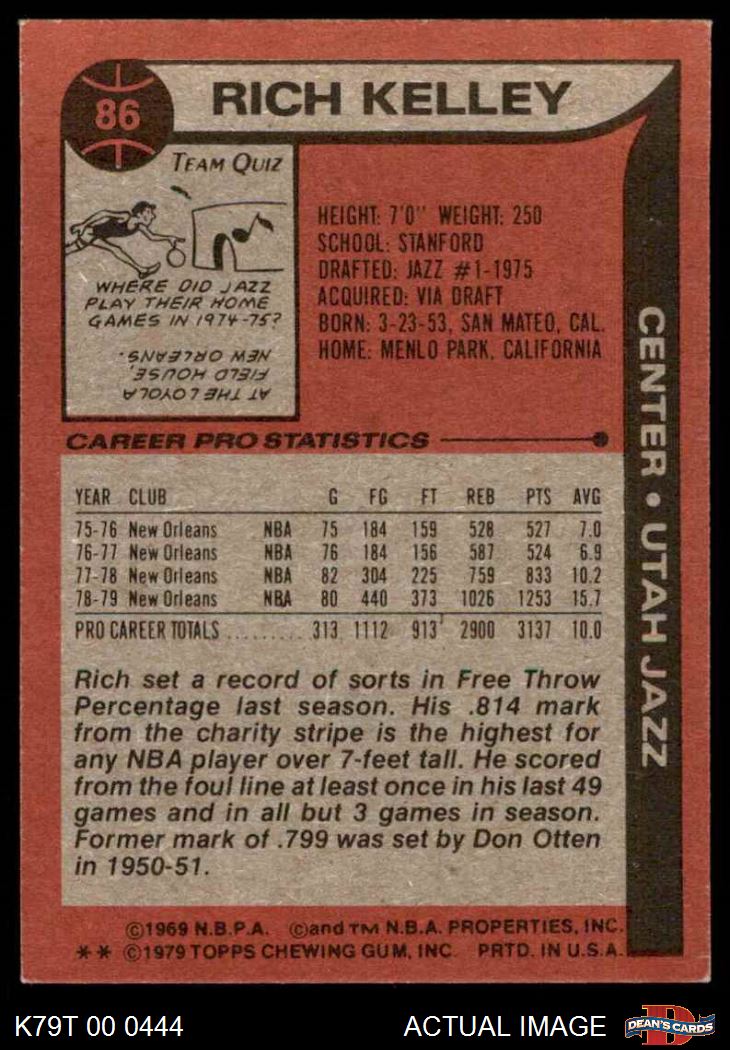 86
RICH KELLEY
TEAM QUIZ
WHERE DID JAZZ
PLAY THEIR HOME
GAMES IN 1974-75?
AT THE LOYOLA
FIELD HOUSE,
NEW ORLEANS.
HEIGHT: 7'0" WEIGHT: 250
SCHOOL: STANFORD
DRAFTED: JAZZ #1-1975
ACQUIRED: VIA DRAFT
BORN: 3-23-53, SAN MATEO, CAL.
HOME: MENLO PARK, CALIFORNIA
CENTER • UTAH JAZZ
CAREER PRO STATISTICS
YEAR CLUB G FG FT REB PTS AVG
75-76 New Orleans NBA 75 184 159 528 527 7.0
76-77 New Orleans NBA 76 184 156 587 524 6.9
77-78 New Orleans NBA 82 304 225 759 833 10.2
78-79 New Orleans NBA 80 440 373 1026 1253 15.7
PRO CAREER TOTALS ......... 313 1112 913 2900 3137 10.0
Rich set a record of sorts in Free Throw
Percentage last season. His .814 mark
from the charity stripe is the highest for
any NBA player over 7-feet tall. He scored
from the foul line at least once in his last 49
games and in all but 3 games in season.
Former mark of .799 was set by Don Otten
in 1950-51.
©1969 N.B.P.A. ©and TM N.B.A. PROPERTIES, INC.
** ©1979 TOPPS CHEWING GUM, INC. PRTD. IN U.S.A.
K79T 00 0444
ACTUAL IMAGE
D
DEAN'S CARDS